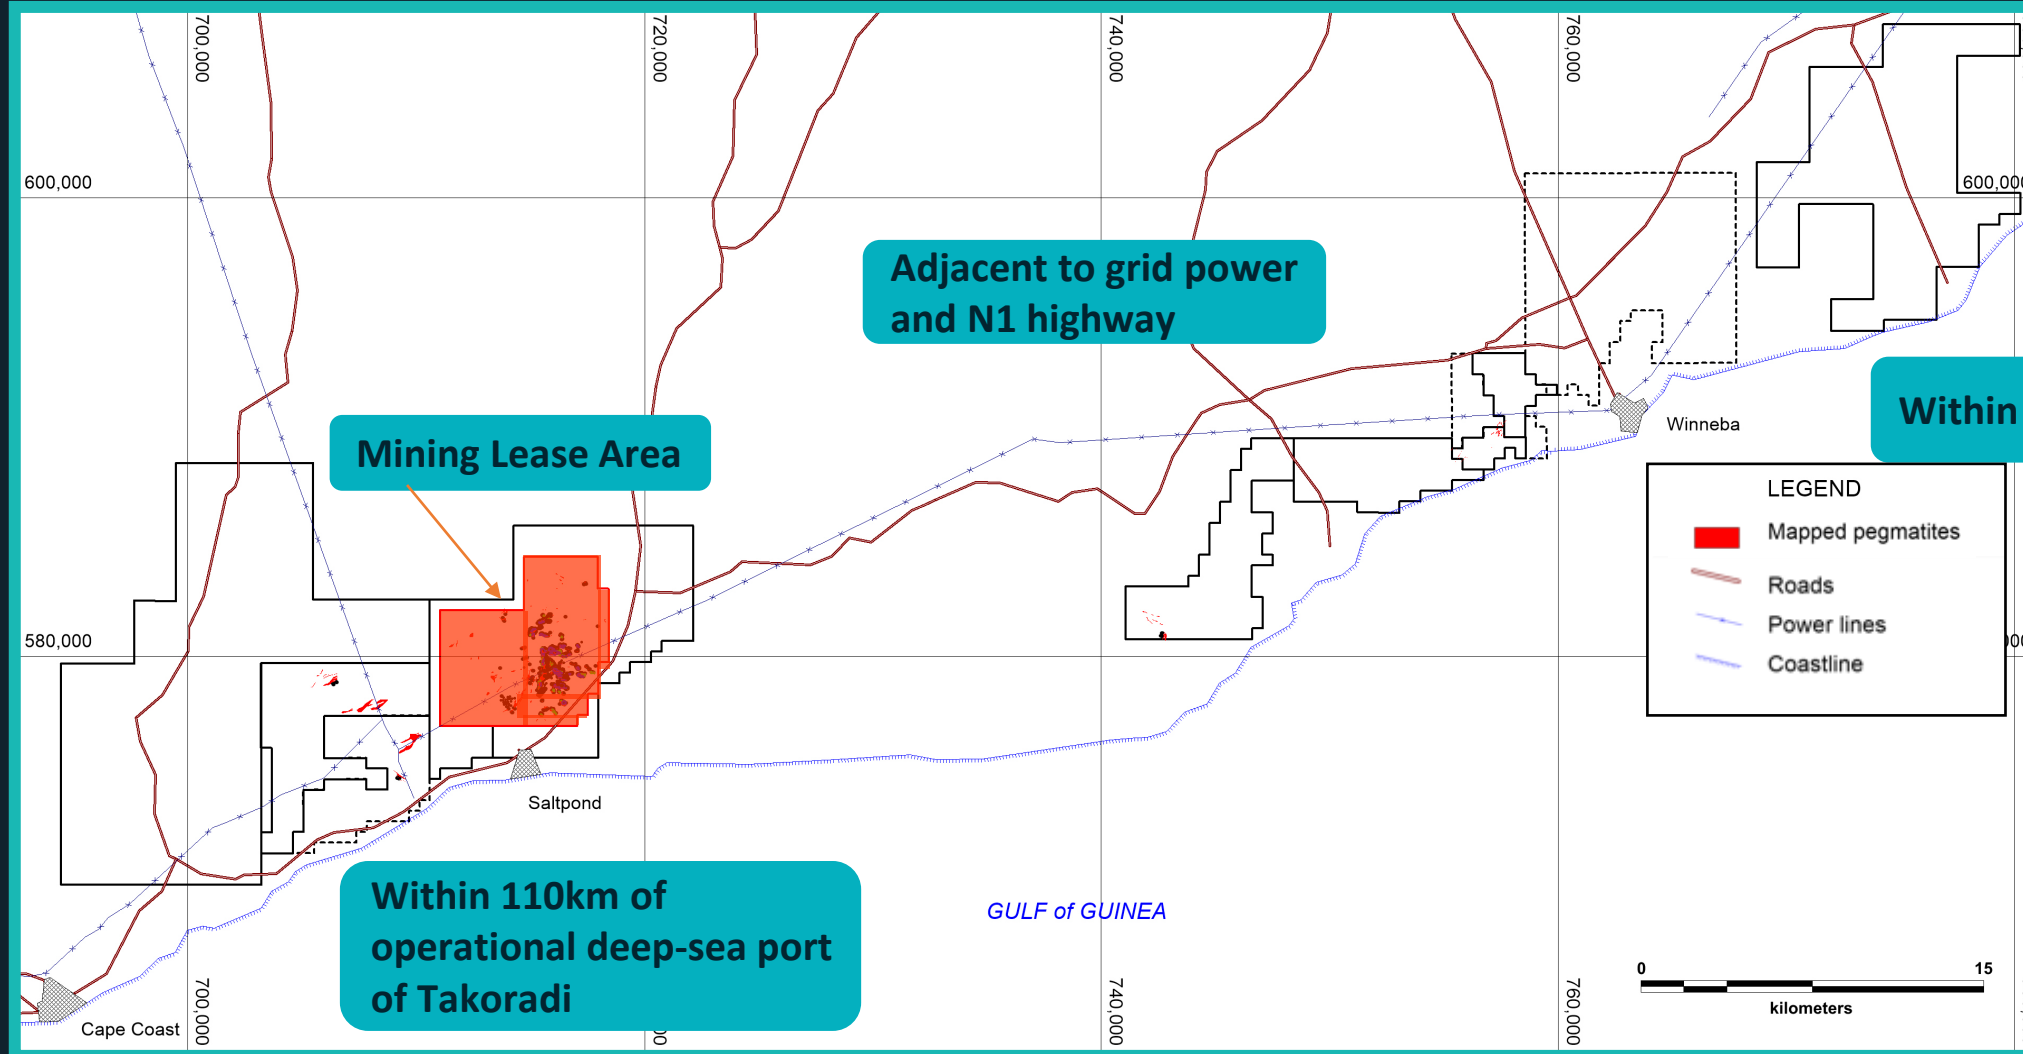 700,000
720,000
740,000
760,000
600,000
600,000
Adjacent to grid power
and N1 highway
Within
Mining Lease Area
Winneba
LEGEND
Mapped pegmatites
Roads
Power lines
Coastline
580,000
Saltpond
Within 110km of
operational deep-sea port
of Takoradi
GULF of GUINEA
0 15
kilometers
Cape Coast
700,000
740,000
760,000